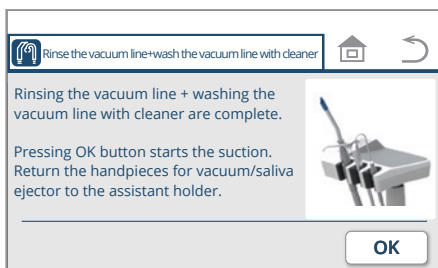 Rinse the vacuum line+wash the vacuum line with cleaner
Rinsing the vacuum line + washing the
vacuum line with cleaner are complete.
Pressing OK button starts the suction.
Return the handpieces for vacuum/saliva
ejector to the assistant holder.
OK